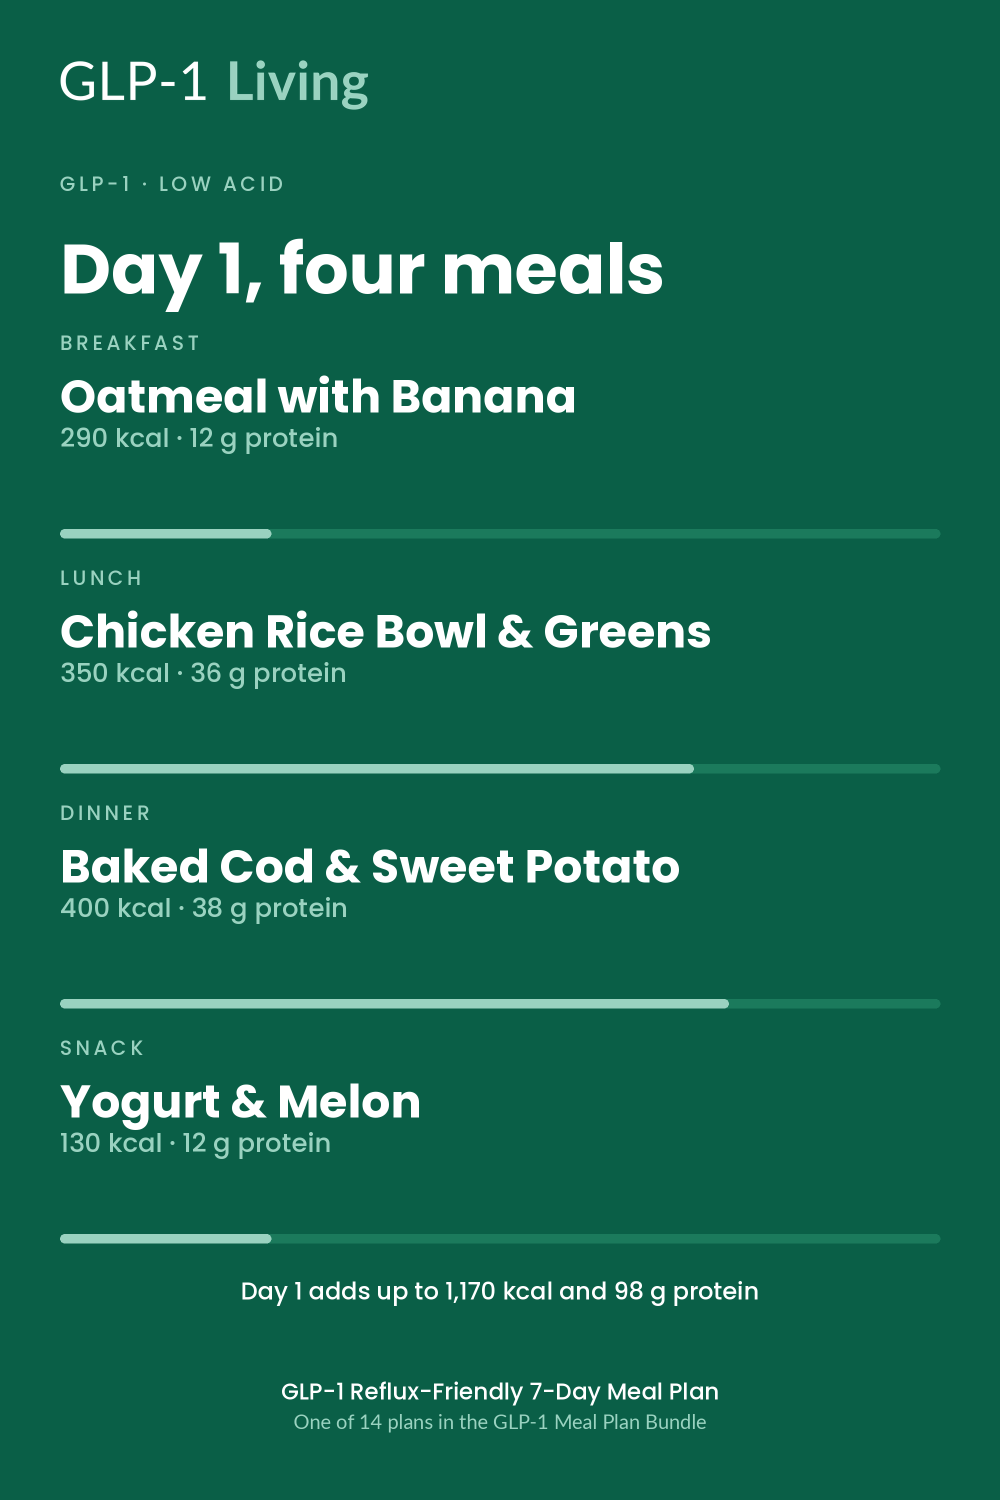 GLP-1 Living
GLP-1 · LOW ACID
Day 1, four meals
BREAKFAST
Oatmeal with Banana
290 kcal · 12 g protein
LUNCH
Chicken Rice Bowl & Greens
350 kcal · 36 g protein
DINNER
Baked Cod & Sweet Potato
400 kcal · 38 g protein
SNACK
Yogurt & Melon
130 kcal · 12 g protein
Day 1 adds up to 1,170 kcal and 98 g protein
GLP-1 Reflux-Friendly 7-Day Meal Plan
One of 14 plans in the GLP-1 Meal Plan Bundle